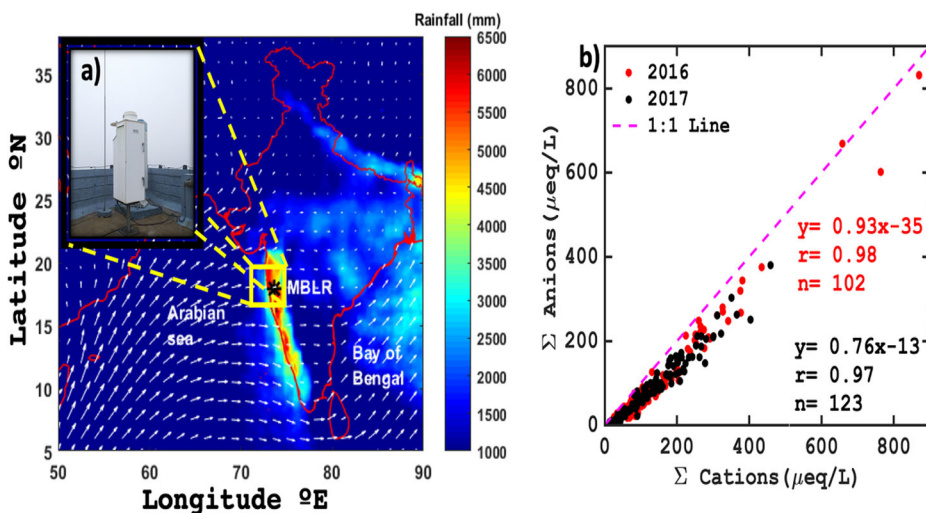 Rainfall (mm)
a)
Latitude ºN
35
30
25
20
15
10
5
50
60
70
80
90
Longitude ºE
MBLR
Arabian
sea
Bay of
Bengal
6500
6000
5500
5000
4500
4000
3500
3000
2500
2000
1500
1000
b)
2016
2017
1:1 Line
Σ Anions(μeq/L)
800
600
400
200
0
0
200
400
600
800
Σ Cations(μeq/L)
y= 0.93x-35
r= 0.98
n= 102
y= 0.76x-13
r= 0.97
n= 123